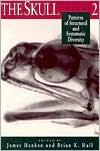 THE SKULL
2
Patterns
of Structural
and Systematic
Diversity
EDITED BY
James Hanken and Brian K. Hall